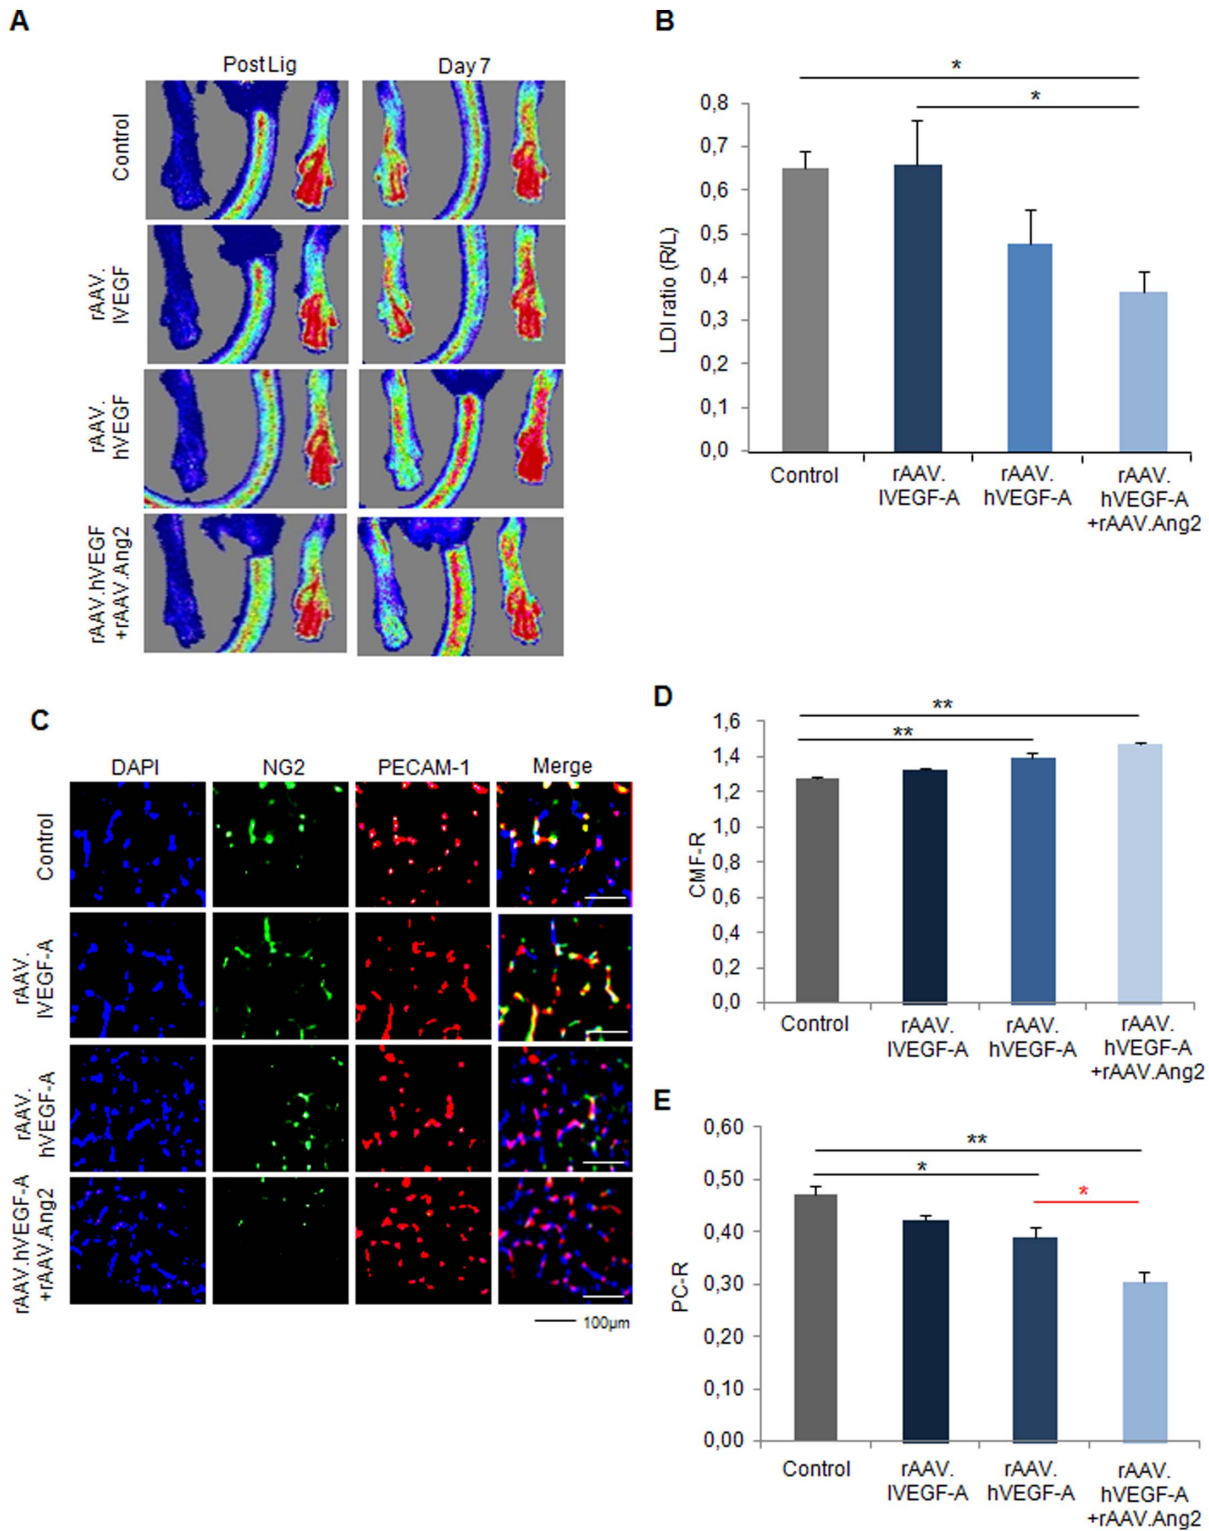 A
Post Lig
Day 7
Control
rAAV.
lVEGF
rAAV.
hVEGF
rAAV.hVEGF
+rAAV.Ang2
B
*
*
0,8
0,7
0,6
0,5
0,4
0,3
0,2
0,1
0,0
LDI ratio (R/L)
Control
rAAV.
lVEGF-A
rAAV.
hVEGF-A
rAAV.
hVEGF-A
+rAAV.Ang2
C
DAPI
NG2
PECAM-1
Merge
Control
rAAV.
lVEGF-A
rAAV.
hVEGF-A
rAAV.hVEGF-A
+rAAV.Ang2
100µm
D
**
**
1,6
1,4
1,2
1,0
0,8
0,6
0,4
0,2
0,0
CMF-R
Control
rAAV.
lVEGF-A
rAAV.
hVEGF-A
rAAV.
hVEGF-A
+rAAV.Ang2
E
**
*
*
0,60
0,50
0,40
0,30
0,20
0,10
0,00
PC-R
Control
rAAV.
lVEGF-A
rAAV.
hVEGF-A
rAAV.
hVEGF-A
+rAAV.Ang2